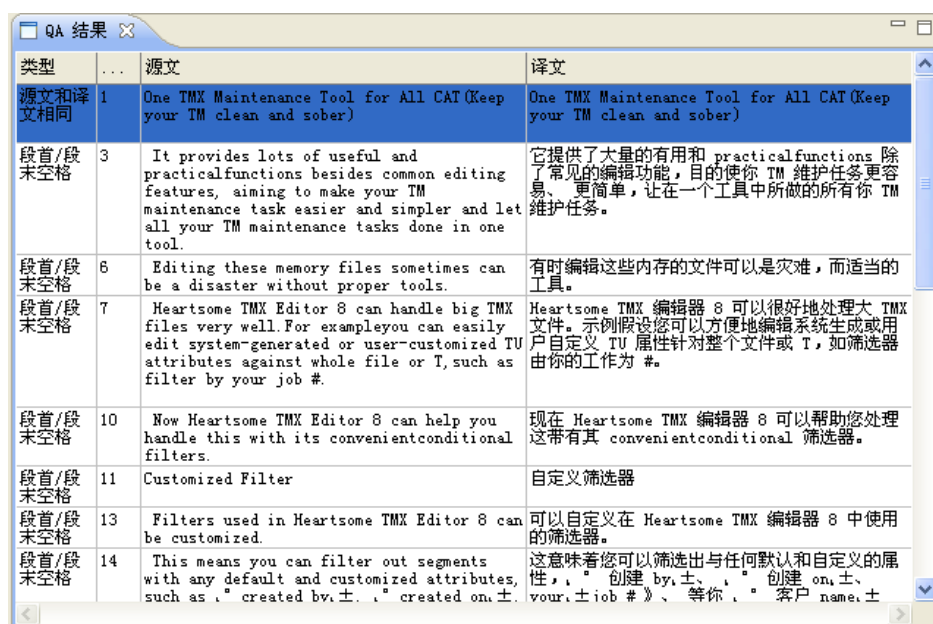 QA 结果
类型 ... 源文 译文
源文和译 1 One TMX Maintenance Tool for All CAT(Keep One TMX Maintenance Tool for All CAT(Keep
文相同 your TM clean and sober) your TM clean and sober)
段首/段 3 It provides lots of useful and 它提供了大量的有用和 practicalfunctions 除
末空格 practicalfunctions besides common editing 了常见的编辑功能，目的使你 TM 维护任务更容
features, aiming to make your TM 易、 更简单，让在一个工具中所做的所有你 TM
maintenance task easier and simpler and let 维护任务。
all your TM maintenance tasks done in one
tool.
段首/段 6 Editing these memory files sometimes can 有时编辑这些内存的文件可以是灾难，而适当的
末空格 be a disaster without proper tools. 工具。
段首/段 7 Heartsome TMX Editor 8 can handle big TMX Heartsome TMX 编辑器 8 可以很好地处理大 TMX
末空格 files very well.For exampleyou can easily 文件。示例假设您可以方便地编辑系统生成或用
edit system-generated or user-customized TU 户自定义 TU 属性针对整个文件或 T，如筛选器
attributes against whole file or T,such as 由你的工作为 #。
filter by your job #.
段首/段 10 Now Heartsome TMX Editor 8 can help you 现在 Heartsome TMX 编辑器 8 可以帮助您处理
末空格 handle this with its convenientconditional 这带有其 convenientconditional 筛选器。
filters.
段首/段 11 Customized Filter 自定义筛选器
末空格
段首/段 13 Filters used in Heartsome TMX Editor 8 can 可以自定义在 Heartsome TMX 编辑器 8 中使用
末空格 be customized. 的筛选器。
段首/段 14 This means you can filter out segments 这意味着您可以筛选出与任何默认和自定义的属
末空格 with any default and customized attributes, 性，、° 创建 by、±、 、° 创建 on、±、
such as 、° created by、±. 、° created on、±. your、±job #》、 等你 、° 客户 name、±